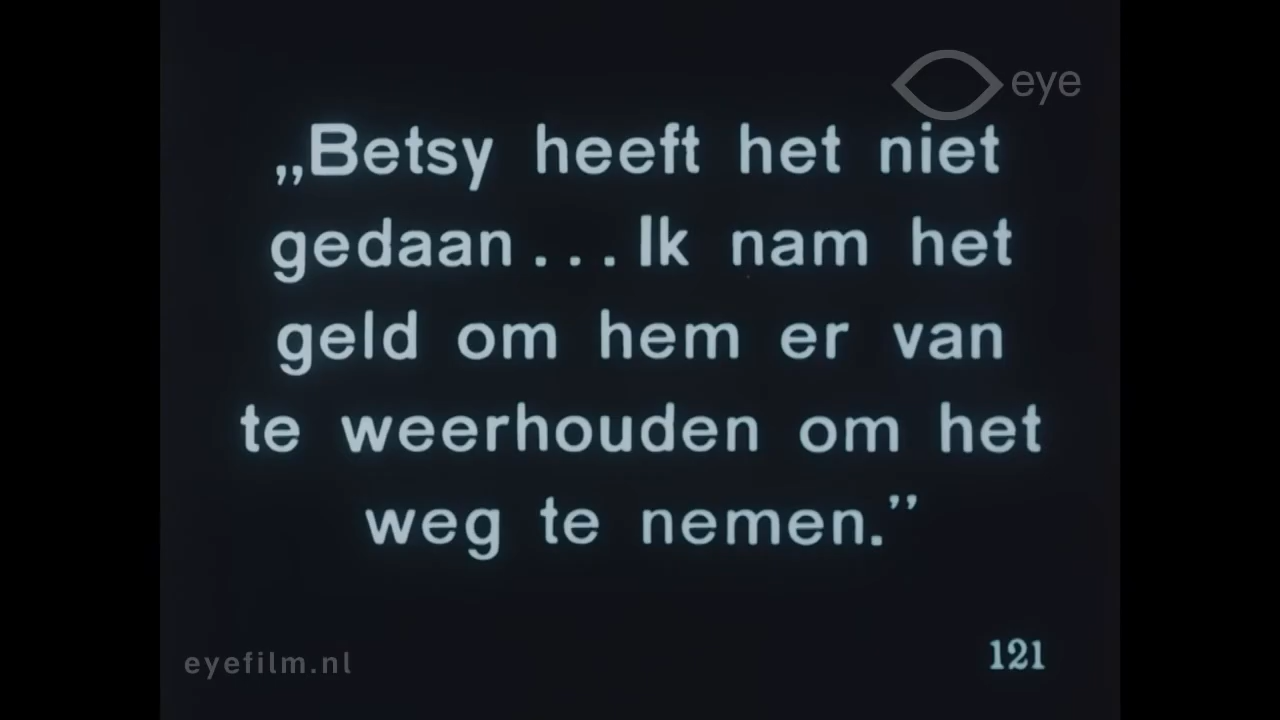 eye
„Betsy heeft het niet
gedaan... Ik nam het
geld om hem er van
te weerhouden om het
weg te nemen.”
eyefilm.nl
121